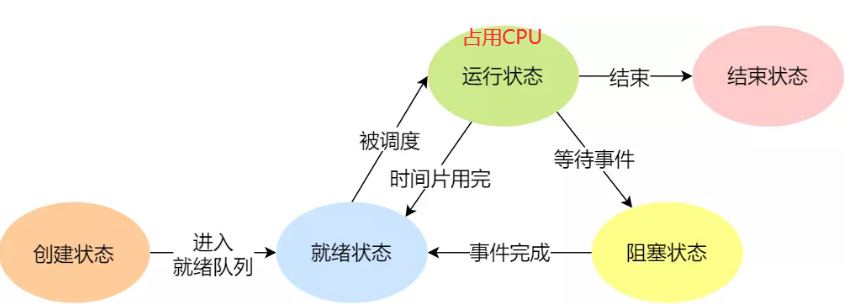 占用CPU
运行状态
结束
结束状态
被调度
时间片用完
等待事件
创建状态
进入
就绪队列
就绪状态
事件完成
阻塞状态